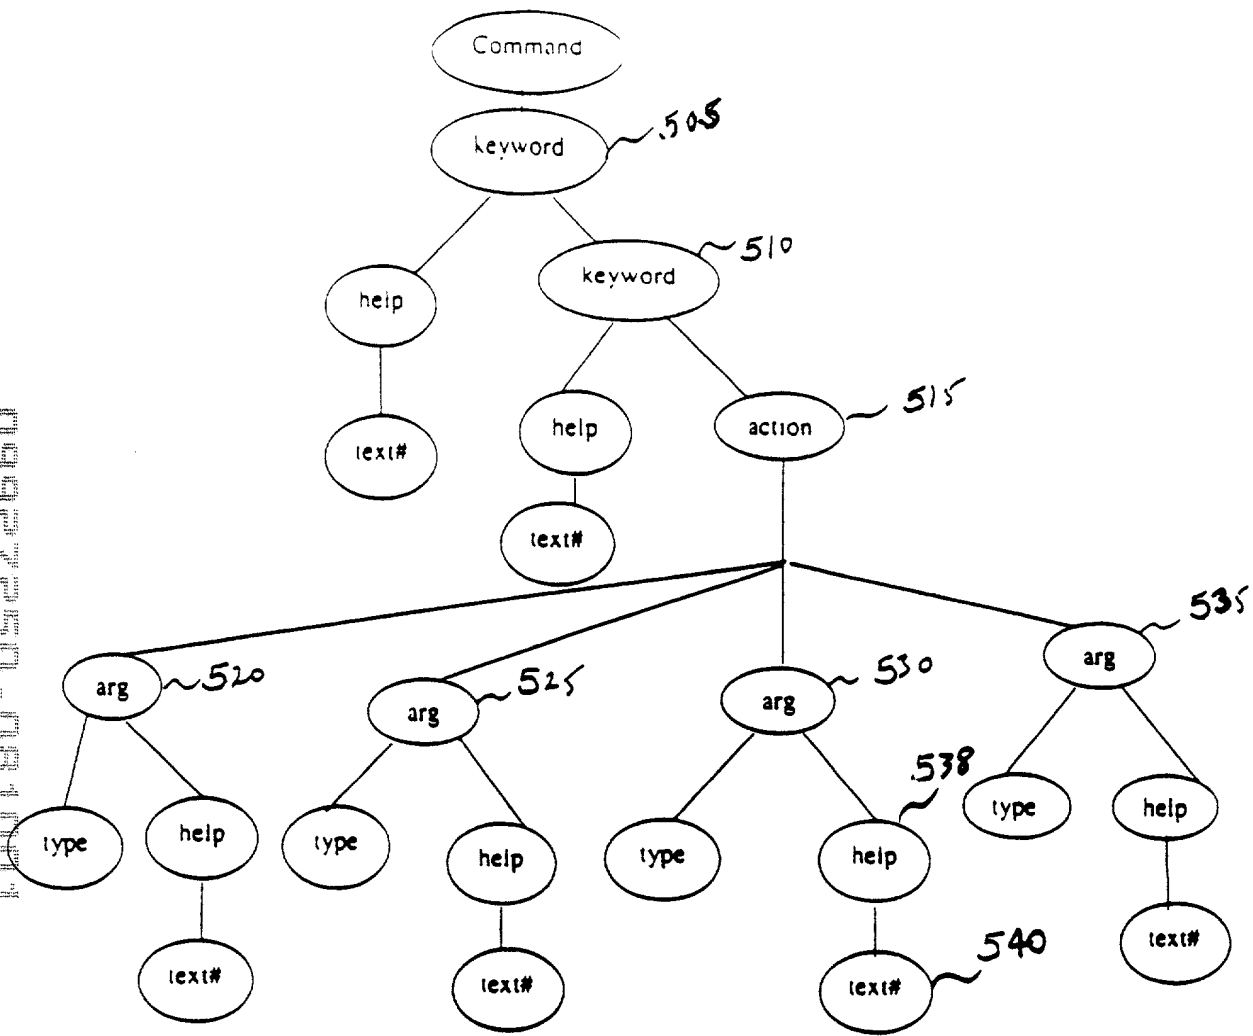 Command
keyword 505
keyword 510
help
action 515
help
text#
text#
arg 520
arg 525
arg 530
arg 535
538
type
help
type
help
type
help
type
help
540
text#
text#
text#
text#